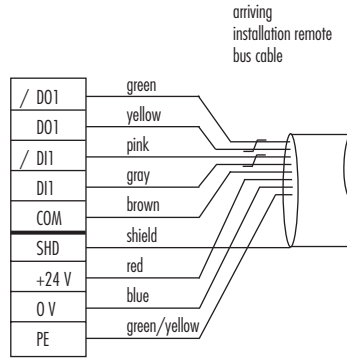 arriving
installation remote
bus cable
/ DO1 green
DO1 yellow
/ DI1 pink
DI1 gray
COM brown
SHD shield
+24 V red
0 V blue
PE green/yellow